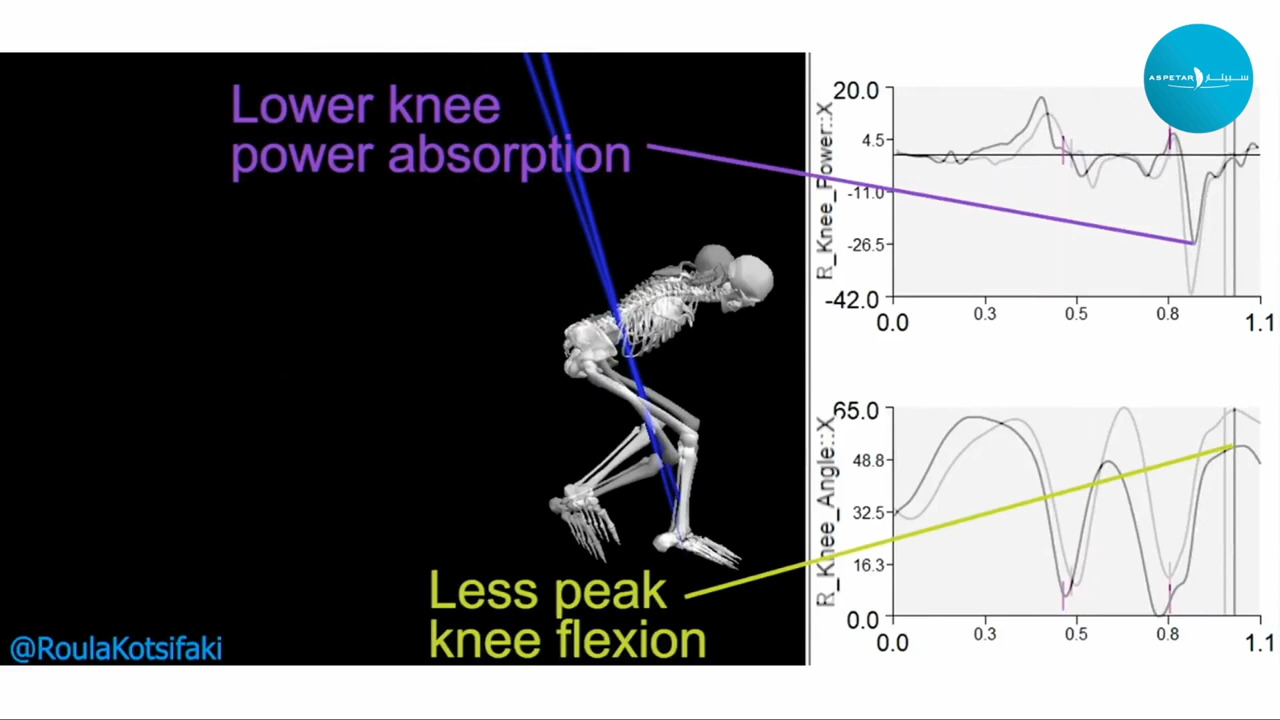 Lower knee
power absorption
Less peak
knee flexion
@RoulaKotsifaki
ASPETAR سبيتار
R_Knee_Power::X
20.0
4.5
-11.0
-26.5
-42.0
0.0
0.3
0.5
0.8
1.1
R_Knee_Angle::X
65.0
48.8
32.5
16.3
0.0
0.0
0.3
0.5
0.8
1.1